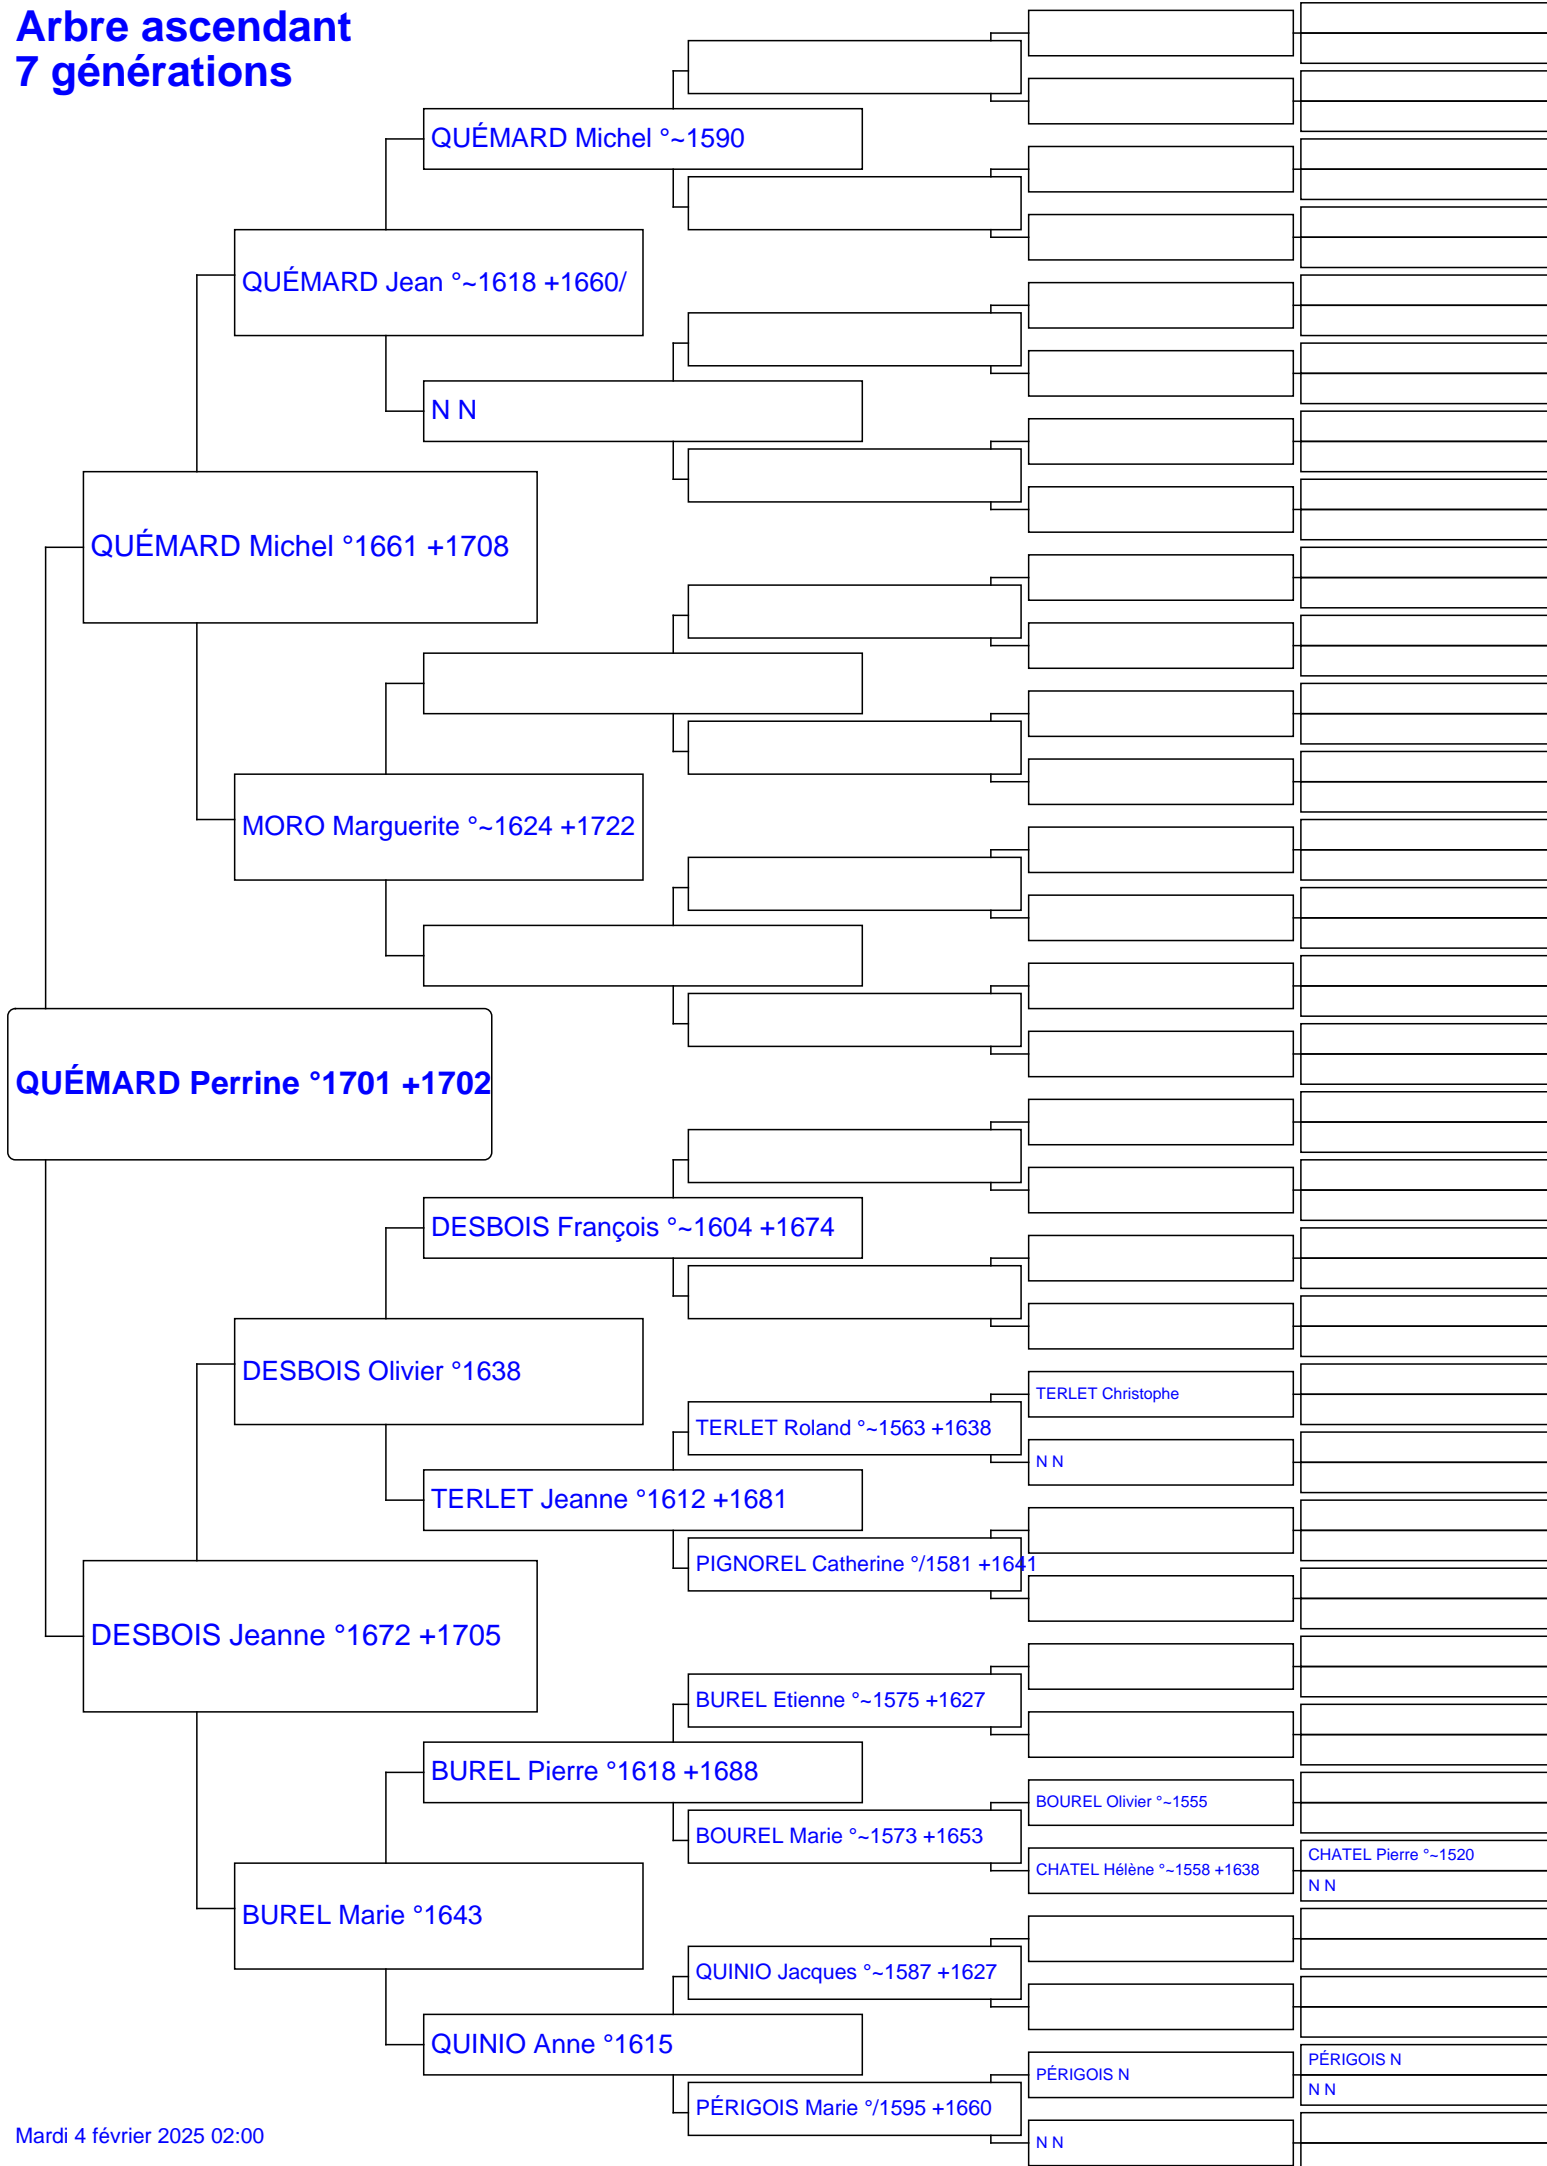 Arbre ascendant
7 générations
QUÉMARD Michel °~1590
QUÉMARD Jean °~1618 +1660/
N N
QUÉMARD Michel °1661 +1708
MORO Marguerite °~1624 +1722
QUÉMARD Perrine °1701 +1702
DESBOIS François °~1604 +1674
DESBOIS Olivier °1638
TERLET Christophe
TERLET Roland °~1563 +1638
N N
TERLET Jeanne °1612 +1681
PIGNOREL Catherine °/1581 +1641
DESBOIS Jeanne °1672 +1705
BUREL Etienne °~1575 +1627
BUREL Pierre °1618 +1688
BOUREL Olivier °~1555
BOUREL Marie °~1573 +1653
CHATEL Pierre °~1520
CHATEL Hélène °~1558 +1638
N N
BUREL Marie °1643
QUINIO Jacques °~1587 +1627
QUINIO Anne °1615
PÉRIGOIS N
PÉRIGOIS N
N N
PÉRIGOIS Marie °/1595 +1660
N N
Mardi 4 février 2025 02:00